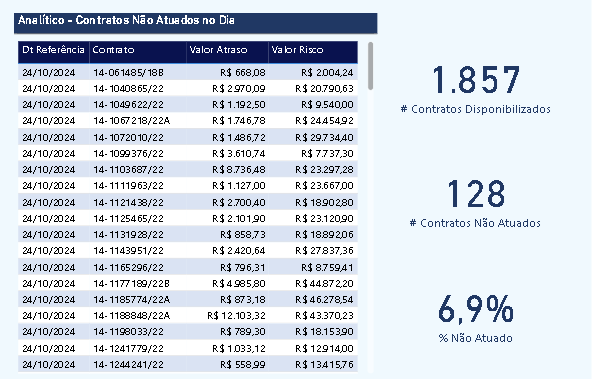 Analítico - Contratos Não Atuados no Dia
Dt Referência Contrato Valor Atraso Valor Risco
24/10/2024 14-061485/18B R$ 668,08 R$ 2.004,24
24/10/2024 14-1040865/22 R$ 2.970,09 R$ 20.790,63
24/10/2024 14-1049622/22 R$ 1.192,50 R$ 9.540,00
24/10/2024 14-1067218/22A R$ 1.746,78 R$ 24.454,92
24/10/2024 14-1072010/22 R$ 1.486,72 R$ 29.734,40
24/10/2024 14-1099376/22 R$ 3.610,74 R$ 7.737,30
24/10/2024 14-1103687/22 R$ 8.736,48 R$ 23.297,28
24/10/2024 14-1111963/22 R$ 1.127,00 R$ 23.667,00
24/10/2024 14-1121438/22 R$ 2.700,40 R$ 18.902,80
24/10/2024 14-1125465/22 R$ 2.101,90 R$ 23.120,90
24/10/2024 14-1131928/22 R$ 858,73 R$ 18.892,06
24/10/2024 14-1143951/22 R$ 2.420,64 R$ 27.837,36
24/10/2024 14-1165296/22 R$ 796,31 R$ 8.759,41
24/10/2024 14-1177189/22B R$ 4.985,80 R$ 44.872,20
24/10/2024 14-1185774/22A R$ 873,18 R$ 46.278,54
24/10/2024 14-1188848/22A R$ 12.103,32 R$ 43.370,23
24/10/2024 14-1198033/22 R$ 789,30 R$ 18.153,90
24/10/2024 14-1241779/22 R$ 1.033,12 R$ 12.914,00
24/10/2024 14-1244241/22 R$ 558,99 R$ 13.415,76
1.857
# Contratos Disponibilizados
128
# Contratos Não Atuados
6,9%
% Não Atuado